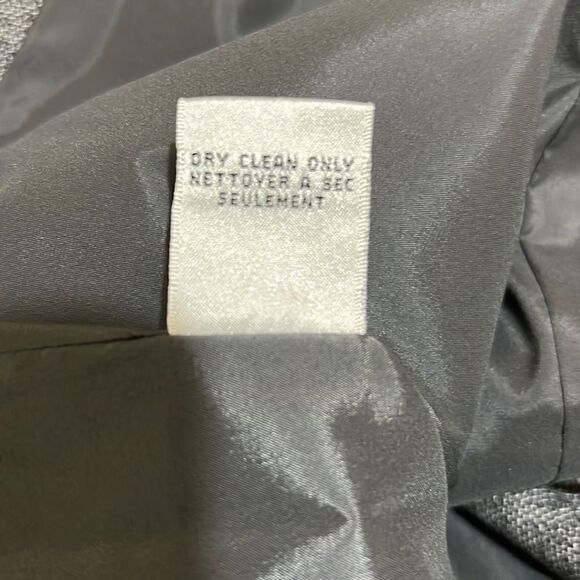 DRY CLEAN ONLY
NETTOYER A SEC
SEULEMENT